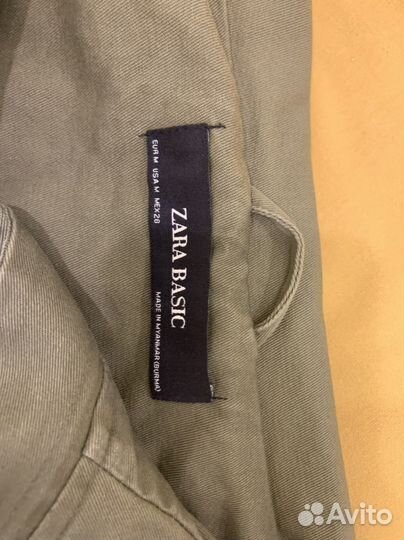 EUR M USA M MEX 28
ZARA BASIC
MADE IN MYANMAR (BURMA)
Avito